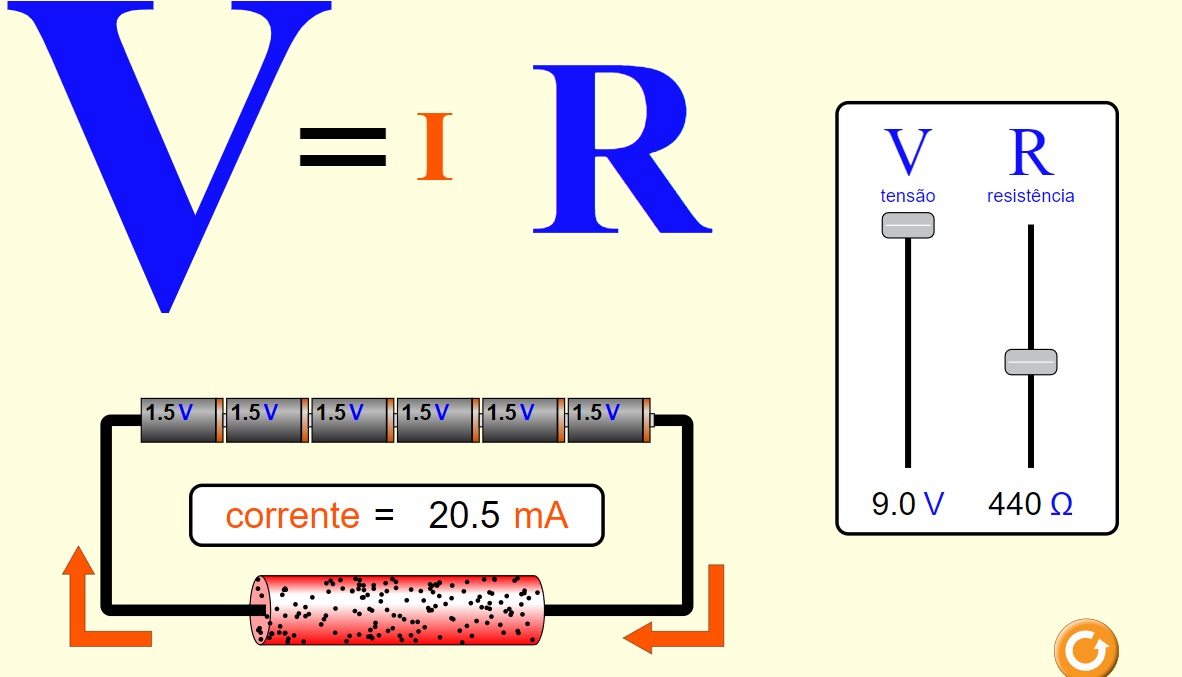 V = I R
V R
tensão resistência
1.5 V 1.5 V 1.5 V 1.5 V 1.5 V 1.5 V
9.0 V 440 Ω
corrente = 20.5 mA